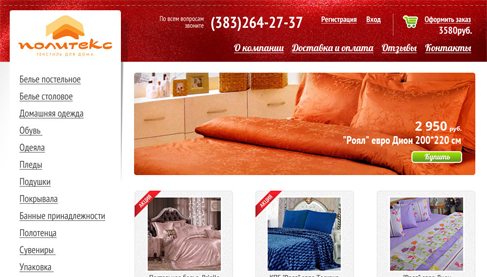 политекс
текстиль для дома
По всем вопросам
звоните
(383)264-27-37
Регистрация Вход
Оформить заказ
3580руб.
О компании Доставка и оплата Отзывы Контакты
Белье постельное
Белье столовое
Домашняя одежда
Обувь
Одеяла
Пледы
Подушки
Покрывала
Банные принадлежности
Полотенца
Сувениры
Упаковка
2 950 руб.
"Роял" евро Дион 200*220 см
Купить
АКЦИЯ
АКЦИЯ